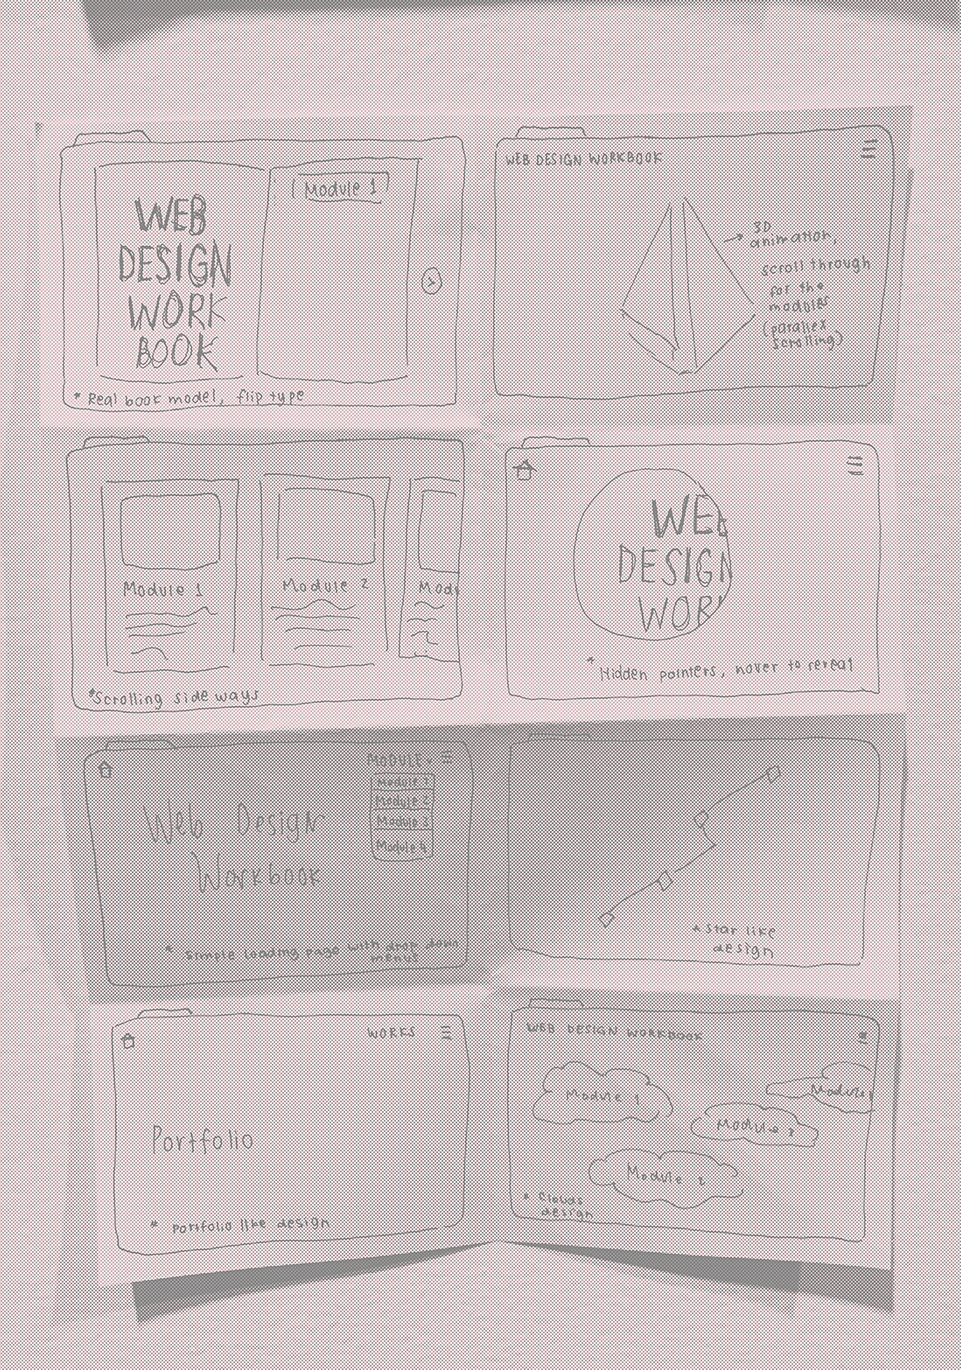 WEB
DESIGN
WORK
BOOK
Module 1
* Real book model, flip type
WEB DESIGN WORKBOOK
3D
animation,
scroll through
for the
modules
(parallex
scrolling)
Module 1
Module 2
Modu
*Scrolling side ways
WEB
DESIGN
WOR
* Hidden pointers, hover to reveal
MODULE
Module 1
Module 2
Module 3
Module 4
Web Design
Workbook
* Simple loading page with drop down
menus
* Star like
design
WORKS
Portfolio
* portfolio like design
WEB DESIGN WORKBOOK
Module 1
Module
Module 3
Module 2
* Clouds
design